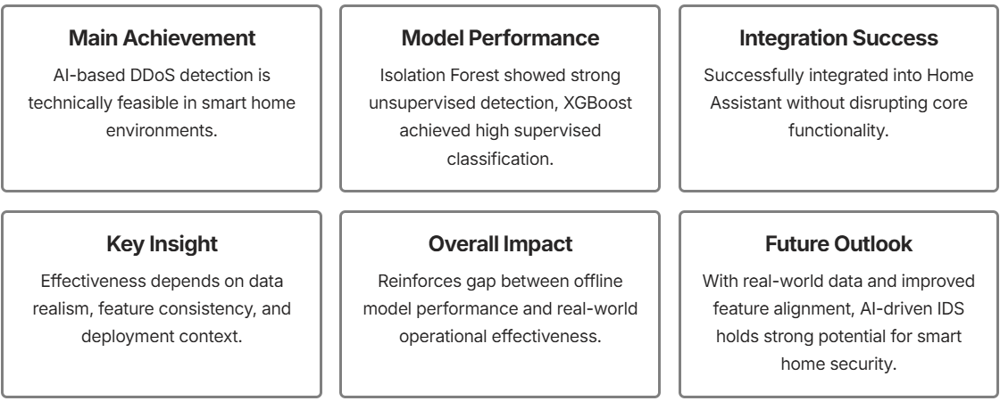 Main Achievement
AI-based DDoS detection is
technically feasible in smart home
environments.
Model Performance
Isolation Forest showed strong
unsupervised detection, XGBoost
achieved high supervised
classification.
Integration Success
Successfully integrated into Home
Assistant without disrupting core
functionality.
Key Insight
Effectiveness depends on data
realism, feature consistency, and
deployment context.
Overall Impact
Reinforces gap between offline
model performance and real-world
operational effectiveness.
Future Outlook
With real-world data and improved
feature alignment, AI-driven IDS
holds strong potential for smart
home security.